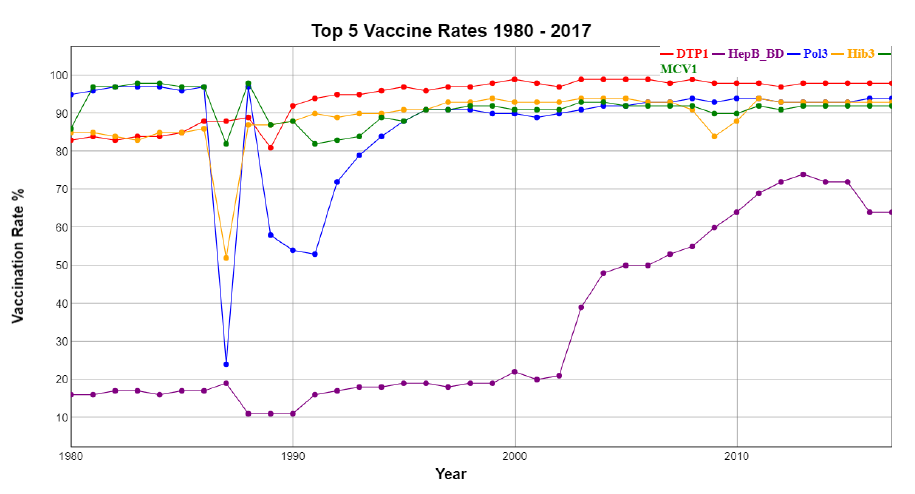 Top 5 Vaccine Rates 1980 - 2017
DTP1 HepB_BD Pol3 Hib3
MCV1
100
90
80
70
60
50
40
30
20
10
Vaccination Rate %
1980 1990 2000 2010
Year